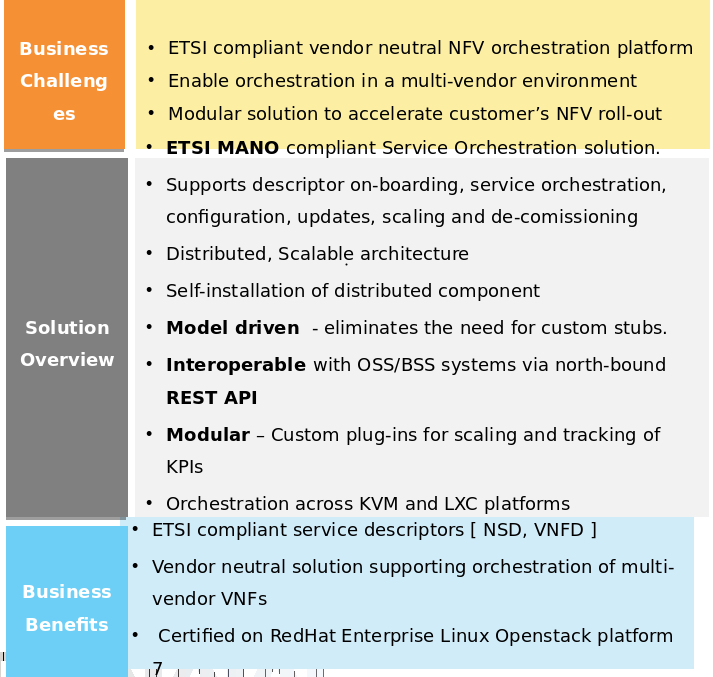 Business
Challeng
es
• ETSI compliant vendor neutral NFV orchestration platform
• Enable orchestration in a multi-vendor environment
• Modular solution to accelerate customer’s NFV roll-out
Solution
Overview
• ETSI MANO compliant Service Orchestration solution.
• Supports descriptor on-boarding, service orchestration,
configuration, updates, scaling and de-comissioning
• Distributed, Scalable architecture
• Self-installation of distributed component
• Model driven - eliminates the need for custom stubs.
• Interoperable with OSS/BSS systems via north-bound
REST API
• Modular – Custom plug-ins for scaling and tracking of
KPIs
• Orchestration across KVM and LXC platforms
Business
Benefits
• ETSI compliant service descriptors [ NSD, VNFD ]
• Vendor neutral solution supporting orchestration of multi-
vendor VNFs
• Certified on RedHat Enterprise Linux Openstack platform
7